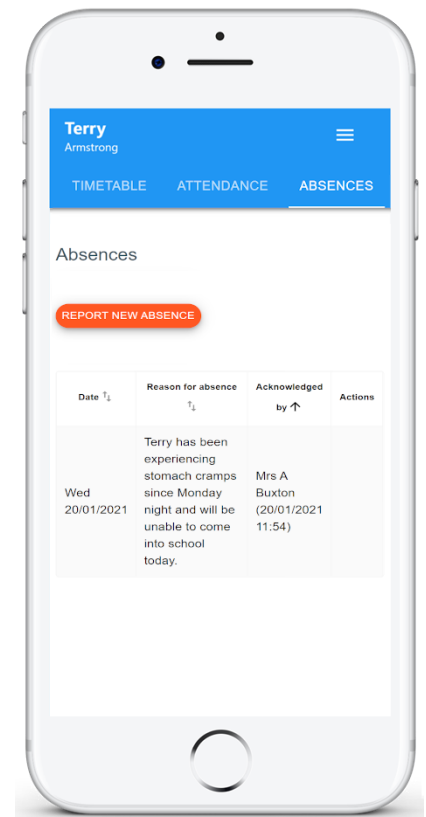 Terry
Armstrong
TIMETABLE ATTENDANCE ABSENCES
Absences
REPORT NEW ABSENCE
Date Reason for absence Acknowledged by Actions
Wed
20/01/2021
Terry has been
experiencing
stomach cramps
since Monday
night and will be
unable to come
into school
today.
Mrs A
Buxton
(20/01/2021
11:54)